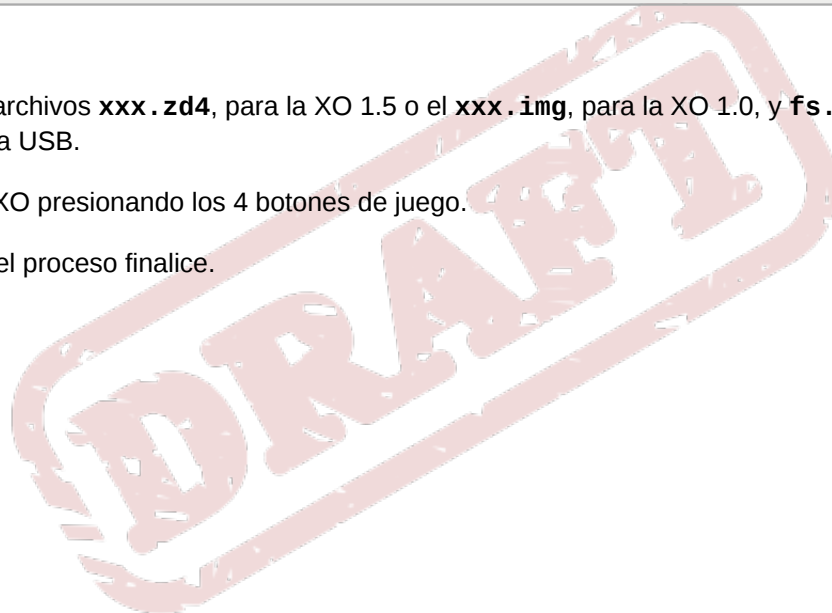 archivos xxx.zd4, para la XO 1.5 o el xxx.img, para la XO 1.0, y fs.
a USB.
XO presionando los 4 botones de juego.
el proceso finalice.
DRAFT